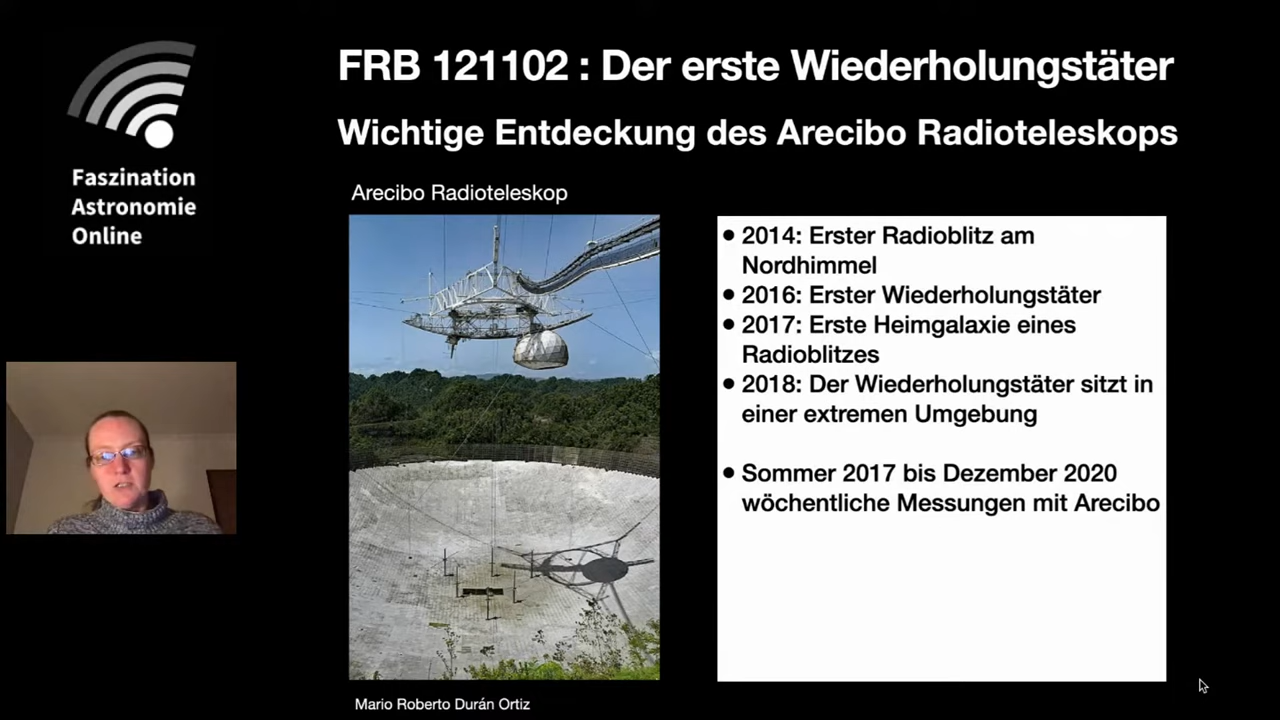 FRB 121102 : Der erste Wiederholungstäter
Wichtige Entdeckung des Arecibo Radioteleskops
Faszination
Astronomie
Online
Arecibo Radioteleskop
• 2014: Erster Radioblitz am
Nordhimmel
• 2016: Erster Wiederholungstäter
• 2017: Erste Heimgalaxie eines
Radioblitzes
• 2018: Der Wiederholungstäter sitzt in
einer extremen Umgebung
• Sommer 2017 bis Dezember 2020
wöchentliche Messungen mit Arecibo
Mario Roberto Durán Ortiz